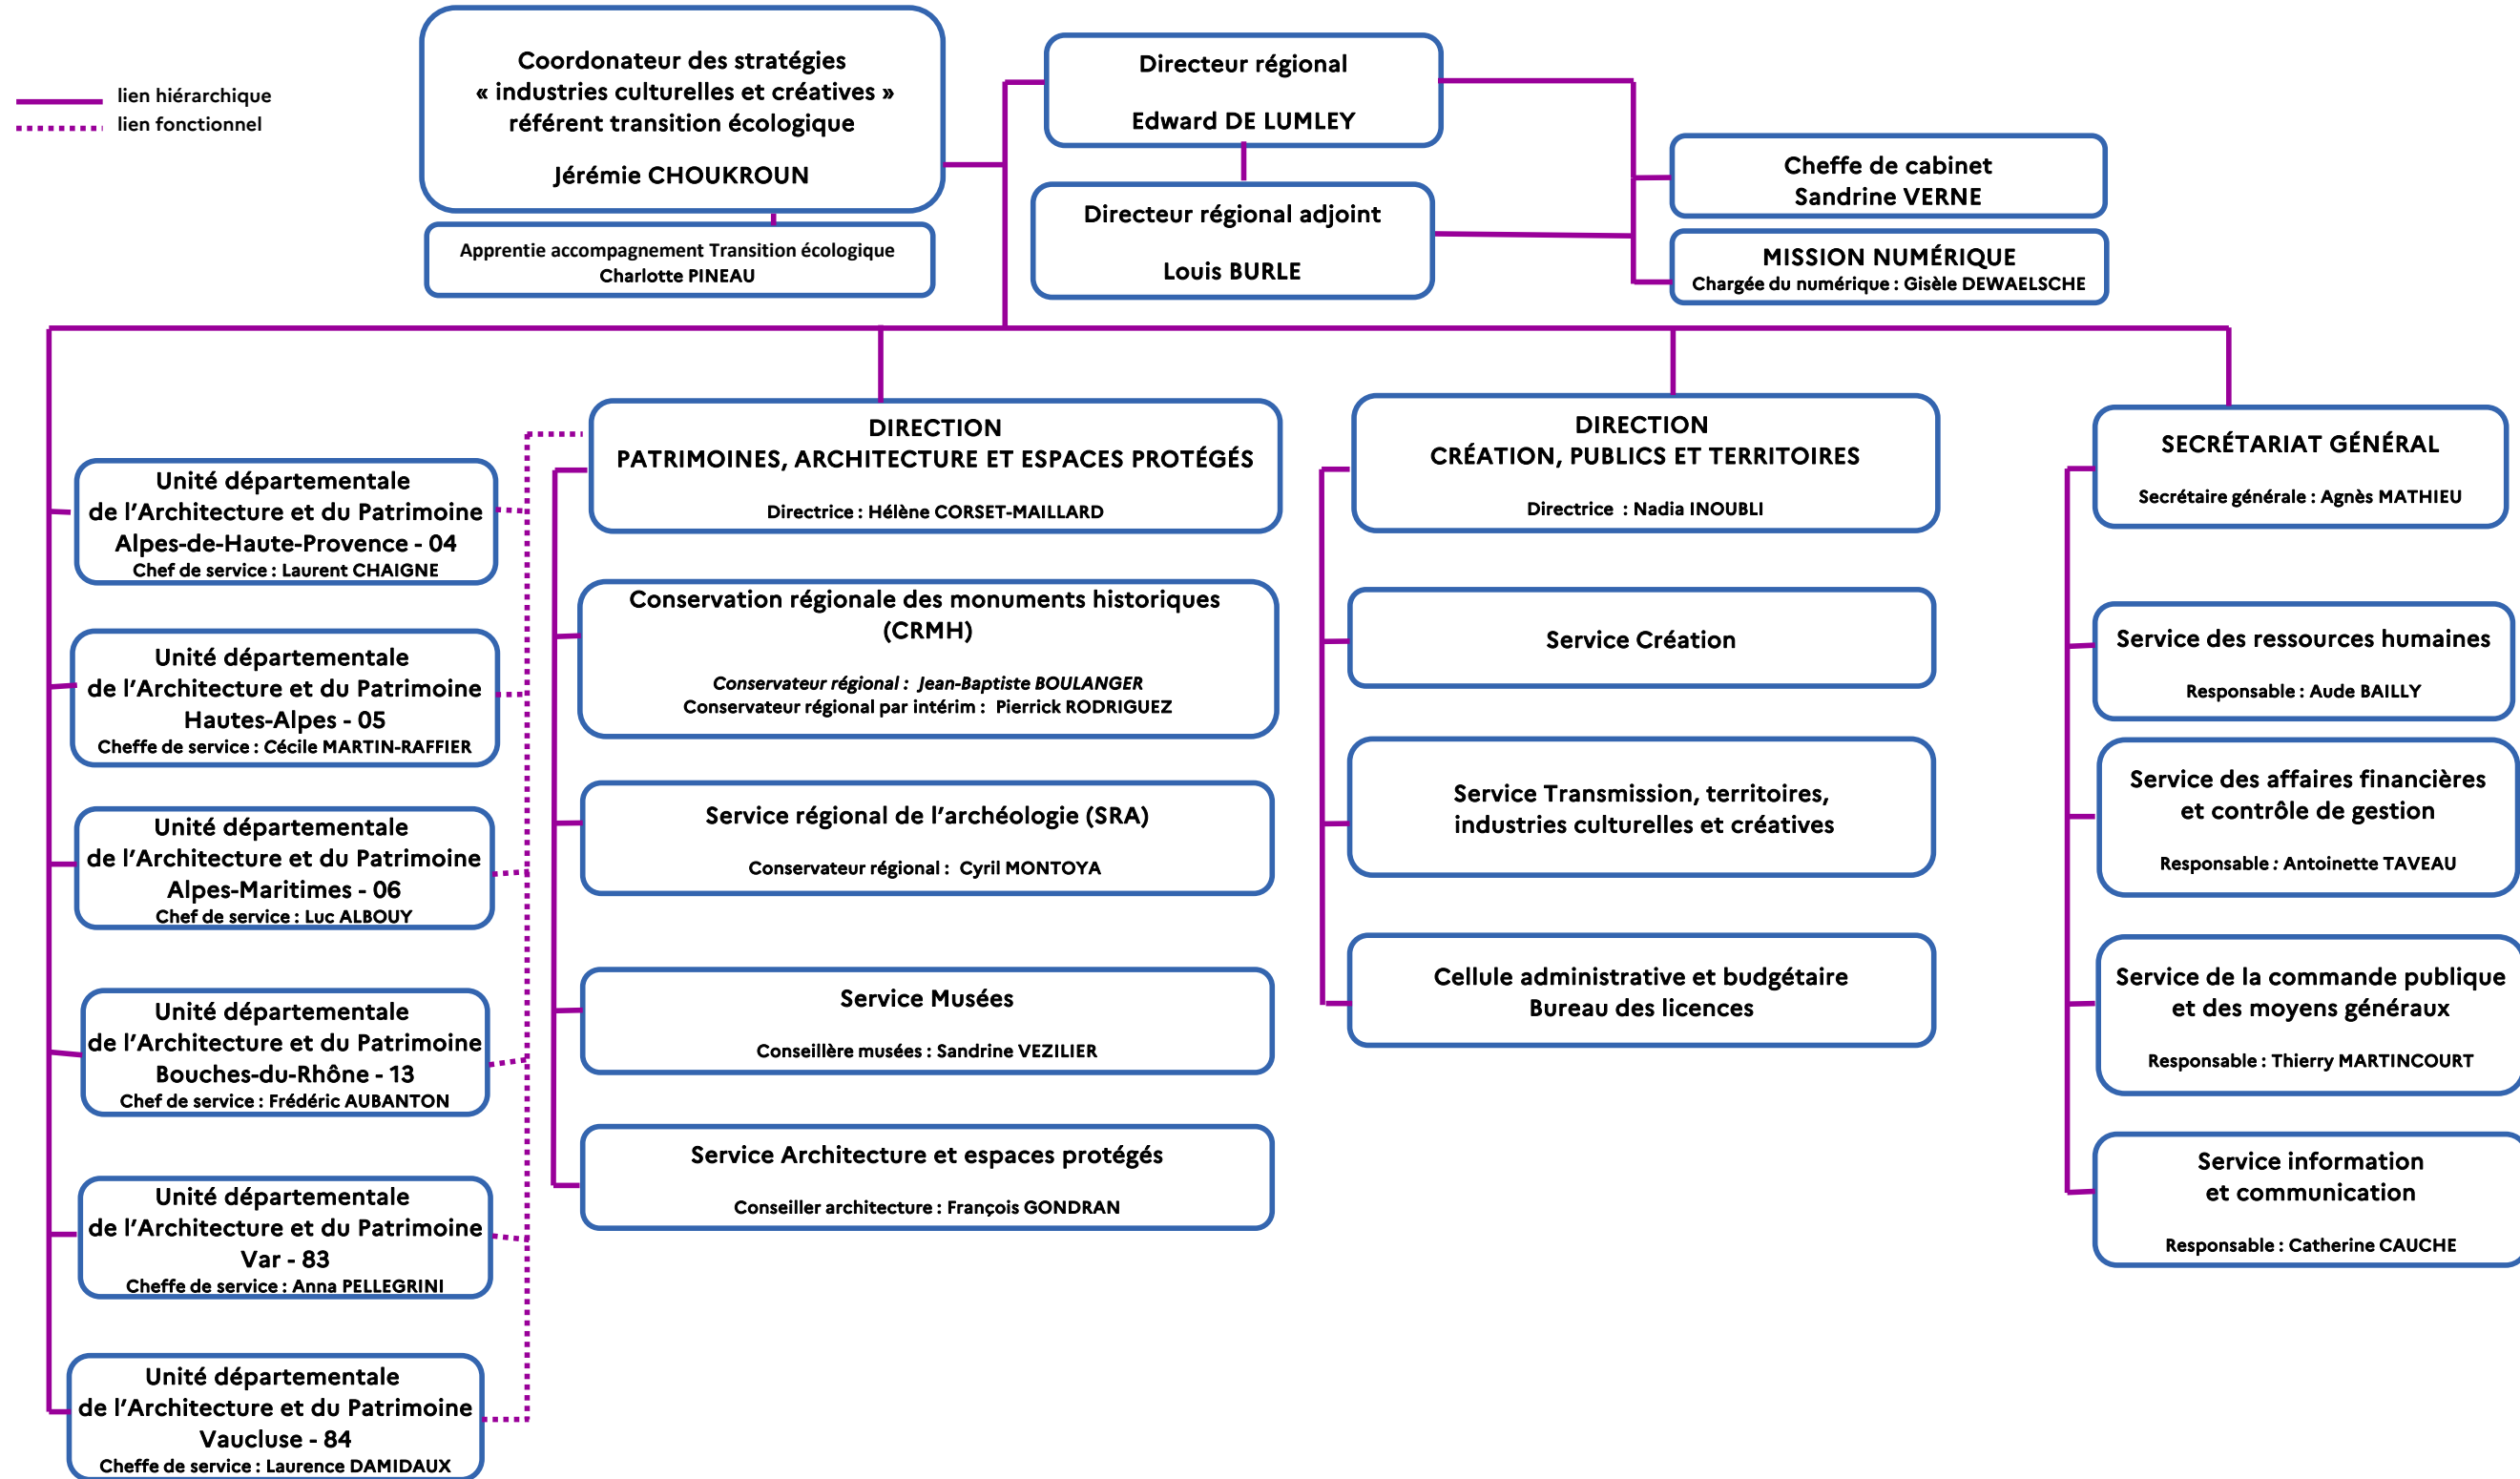 lien hiérarchique
lien fonctionnel
Coordonateur des stratégies
« industries culturelles et créatives »
référent transition écologique
Jérémie CHOUKROUN
Apprentie accompagnement Transition écologique
Charlotte PINEAU
Directeur régional
Edward DE LUMLEY
Directeur régional adjoint
Louis BURLE
Cheffe de cabinet
Sandrine VERNE
MISSION NUMÉRIQUE
Chargée du numérique : Gisèle DEWAELSCHE
Unité départementale
de l’Architecture et du Patrimoine
Alpes-de-Haute-Provence - 04
Chef de service : Laurent CHAIGNE
Unité départementale
de l’Architecture et du Patrimoine
Hautes-Alpes - 05
Cheffe de service : Cécile MARTIN-RAFFIER
Unité départementale
de l’Architecture et du Patrimoine
Alpes-Maritimes - 06
Chef de service : Luc ALBOUY
Unité départementale
de l’Architecture et du Patrimoine
Bouches-du-Rhône - 13
Chef de service : Frédéric AUBANTON
Unité départementale
de l’Architecture et du Patrimoine
Var - 83
Cheffe de service : Anna PELLEGRINI
Unité départementale
de l’Architecture et du Patrimoine
Vaucluse - 84
Cheffe de service : Laurence DAMIDAUX
DIRECTION
PATRIMOINES, ARCHITECTURE ET ESPACES PROTÉGÉS
Directrice : Hélène CORSET-MAILLARD
Conservation régionale des monuments historiques
(CRMH)
Conservateur régional : Jean-Baptiste BOULANGER
Conservateur régional par intérim : Pierrick RODRIGUEZ
Service régional de l’archéologie (SRA)
Conservateur régional : Cyril MONTOYA
Service Musées
Conseillère musées : Sandrine VEZILIER
Service Architecture et espaces protégés
Conseiller architecture : François GONDRAN
DIRECTION
CRÉATION, PUBLICS ET TERRITOIRES
Directrice : Nadia INOUBLI
Service Création
Service Transmission, territoires,
industries culturelles et créatives
Cellule administrative et budgétaire
Bureau des licences
SECRÉTARIAT GÉNÉRAL
Secrétaire générale : Agnès MATHIEU
Service des ressources humaines
Responsable : Aude BAILLY
Service des affaires financières
et contrôle de gestion
Responsable : Antoinette TAVEAU
Service de la commande publique
et des moyens généraux
Responsable : Thierry MARTINCOURT
Service information
et communication
Responsable : Catherine CAUCHE